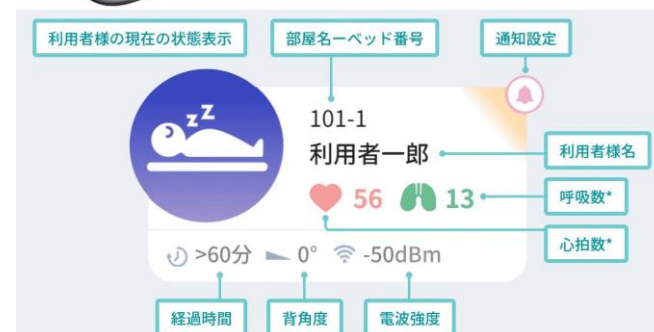 利用者様の現在の状態表示
部屋名ーベッド番号
通知設定
zZ
101-1
利用者一郎
利用者様名
56
13
呼吸数*
心拍数*
>60分
0°
-50dBm
経過時間
背角度
電波強度